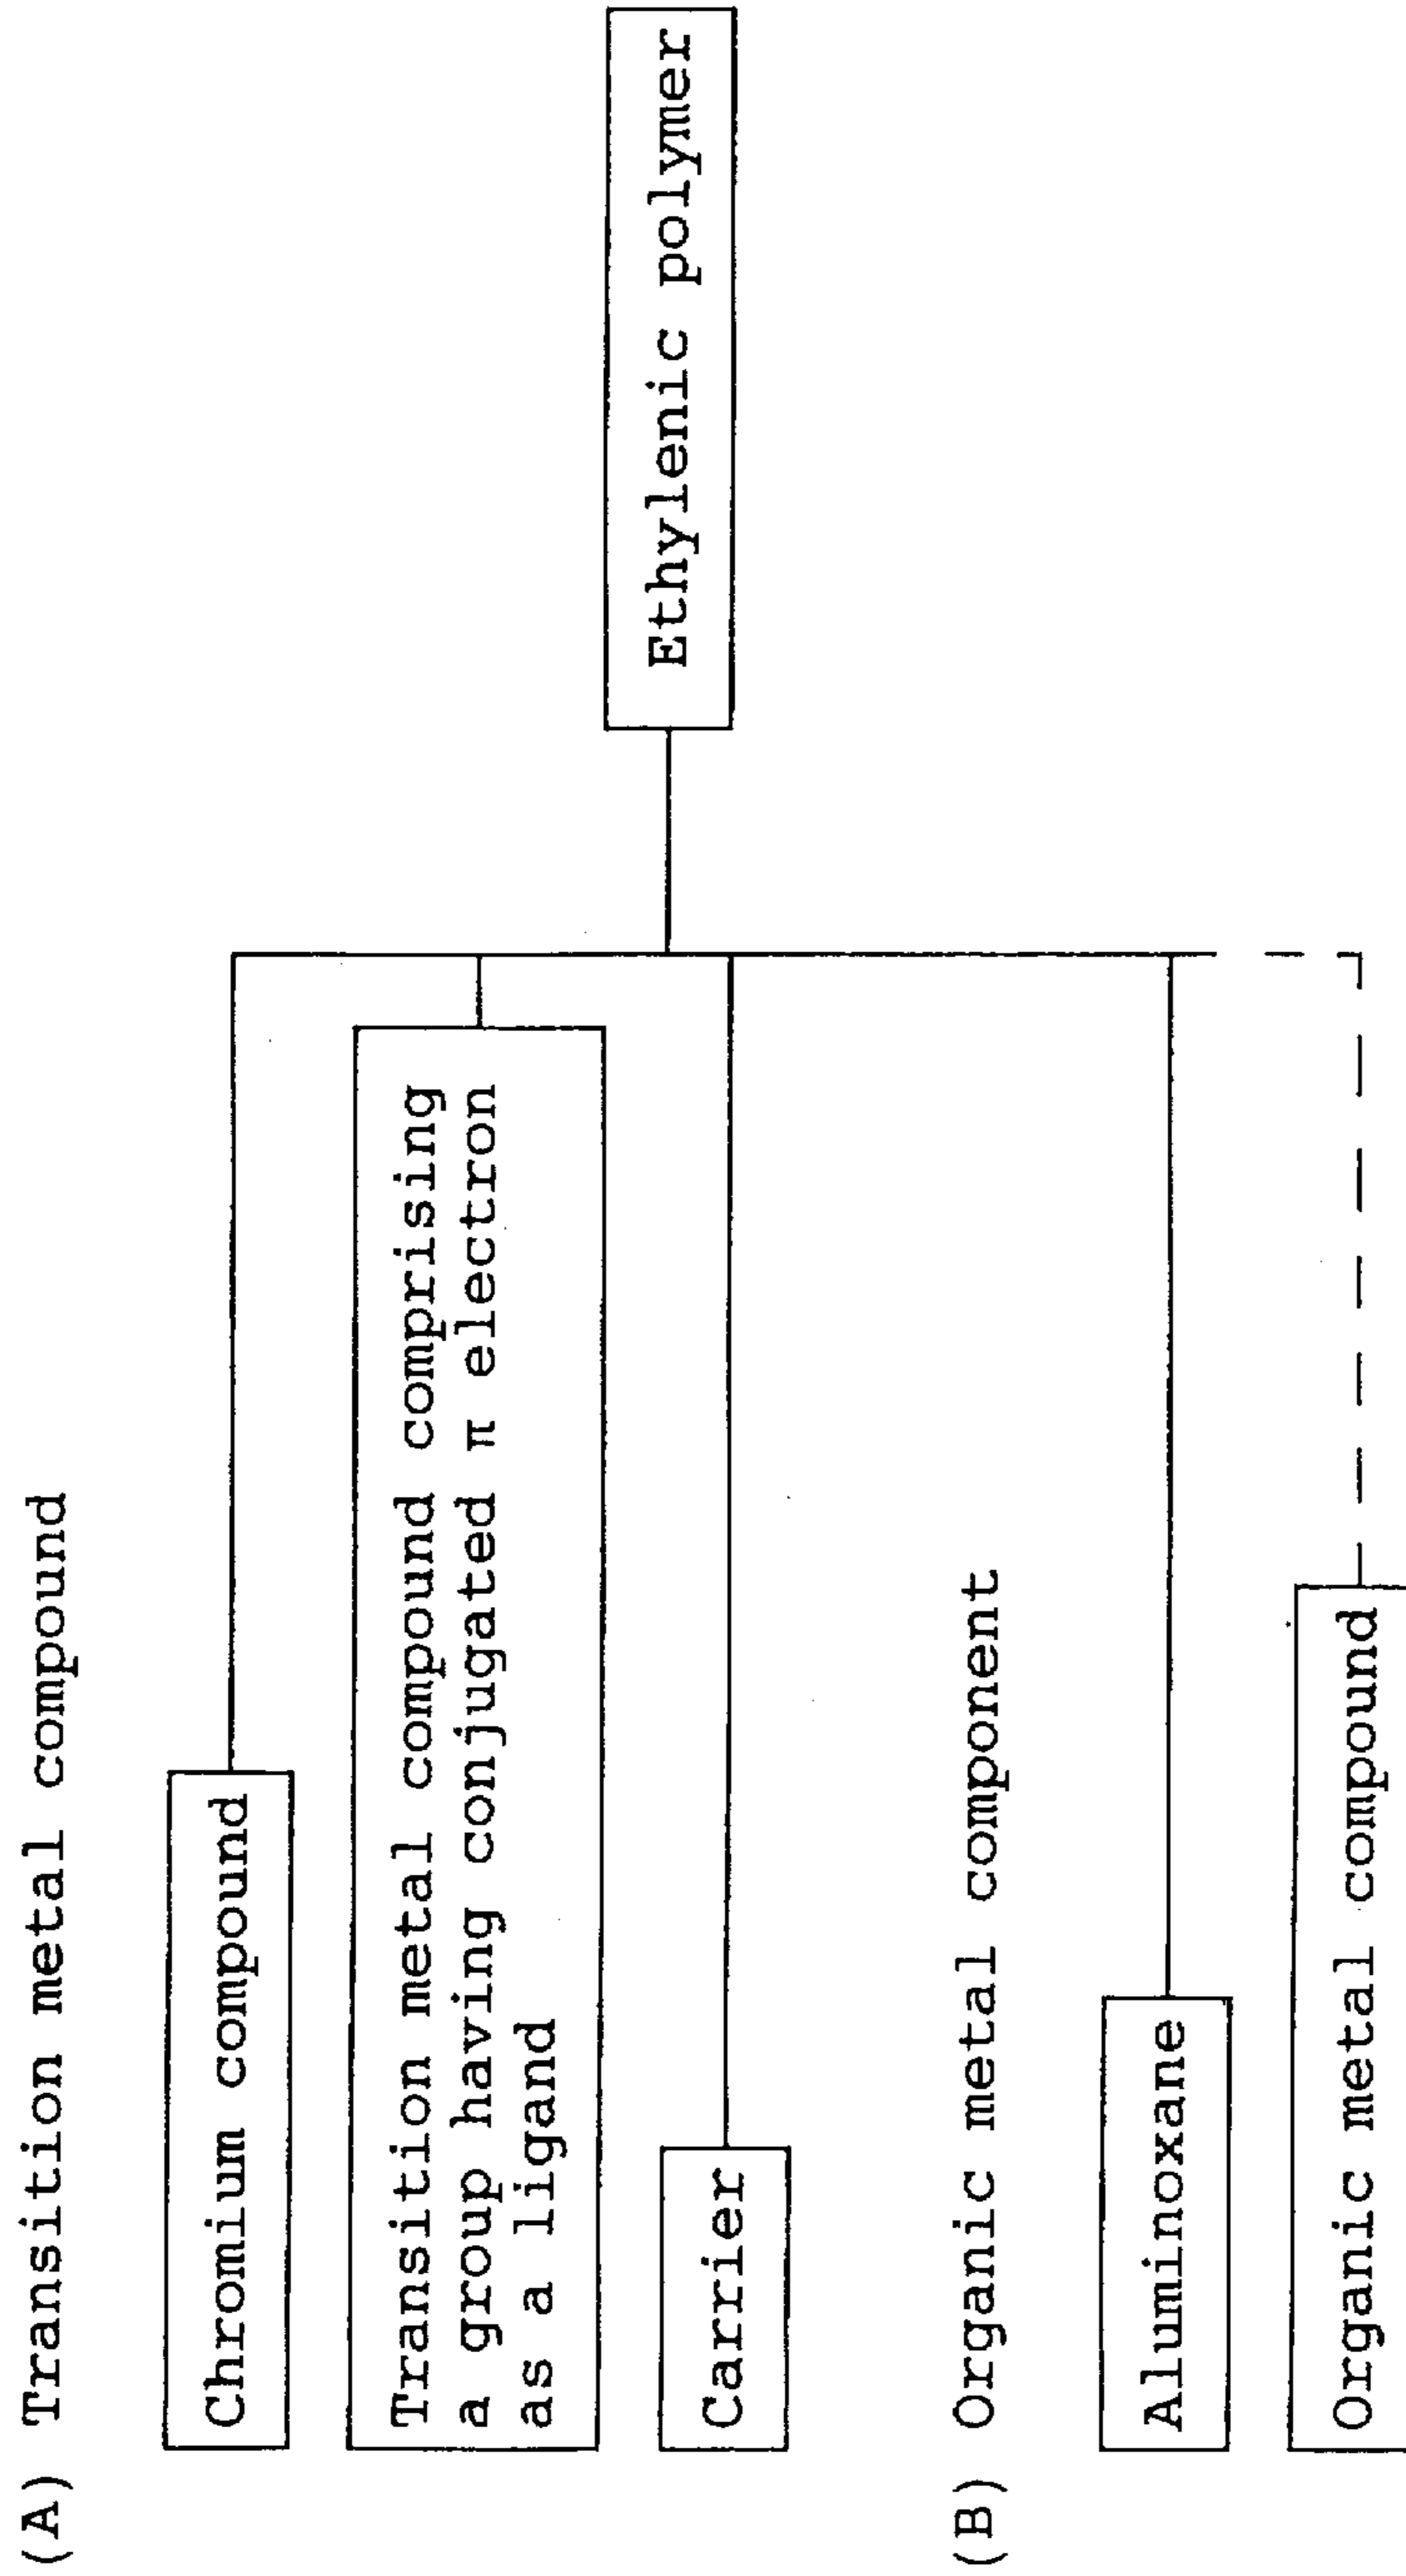 (A) Transition metal compound
Chromium compound
Transition metal compound comprising
a group having conjugated π electron
as a ligand
Carrier
Ethylenic polymer
(B) Organic metal component
Aluminoxane
Organic metal compound